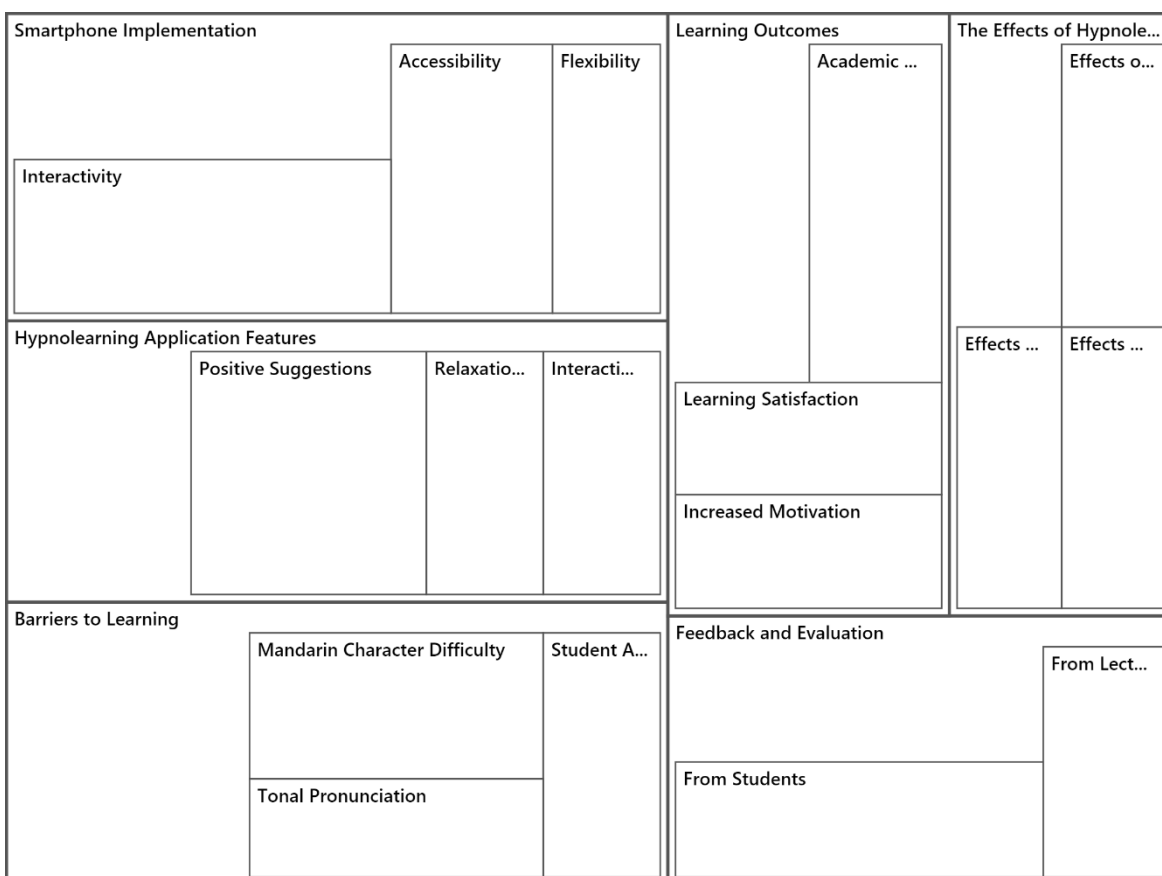 Smartphone Implementation
Accessibility
Flexibility
Interactivity
Hypnolearning Application Features
Positive Suggestions
Relaxatio...
Interacti...
Barriers to Learning
Mandarin Character Difficulty
Student A...
Tonal Pronunciation
Learning Outcomes
Academic ...
Learning Satisfaction
Increased Motivation
The Effects of Hypnole...
Effects o...
Effects ...
Effects ...
Feedback and Evaluation
From Lect...
From Students